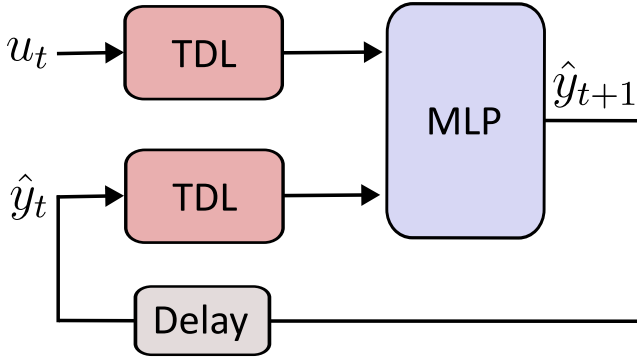 u_t
TDL
MLP
ŷ_{t+1}
ŷ_t
TDL
Delay